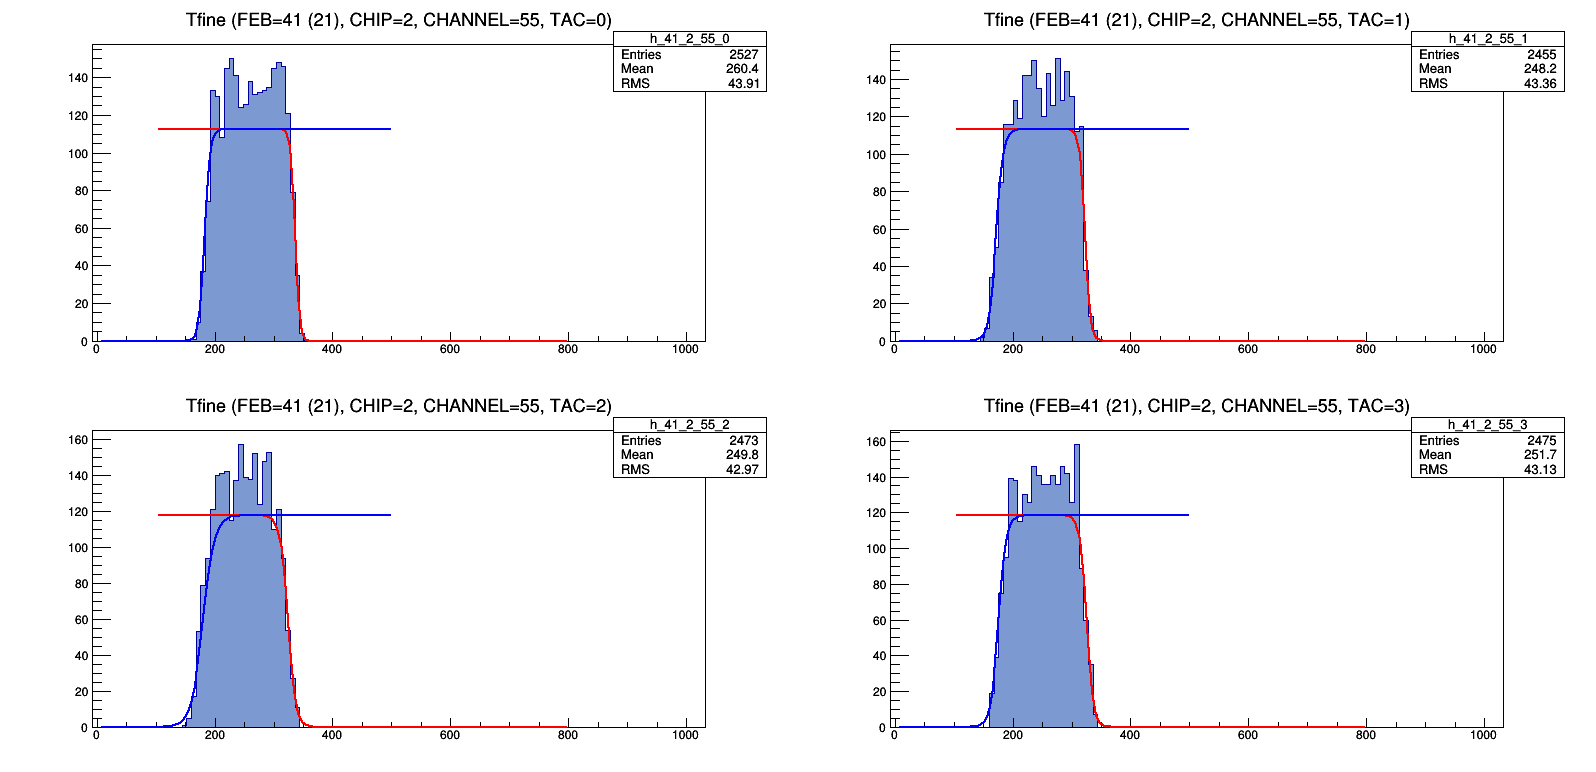 Tfine (FEB=41 (21), CHIP=2, CHANNEL=55, TAC=0)
h_41_2_55_0
Entries 2527
Mean 260.4
RMS 43.91
140
120
100
80
60
40
20
0
0 200 400 600 800 1000
Tfine (FEB=41 (21), CHIP=2, CHANNEL=55, TAC=1)
h_41_2_55_1
Entries 2455
Mean 248.2
RMS 43.36
140
120
100
80
60
40
20
0
0 200 400 600 800 1000
Tfine (FEB=41 (21), CHIP=2, CHANNEL=55, TAC=2)
h_41_2_55_2
Entries 2473
Mean 249.8
RMS 42.97
160
140
120
100
80
60
40
20
0
0 200 400 600 800 1000
Tfine (FEB=41 (21), CHIP=2, CHANNEL=55, TAC=3)
h_41_2_55_3
Entries 2475
Mean 251.7
RMS 43.13
160
140
120
100
80
60
40
20
0
0 200 400 600 800 1000